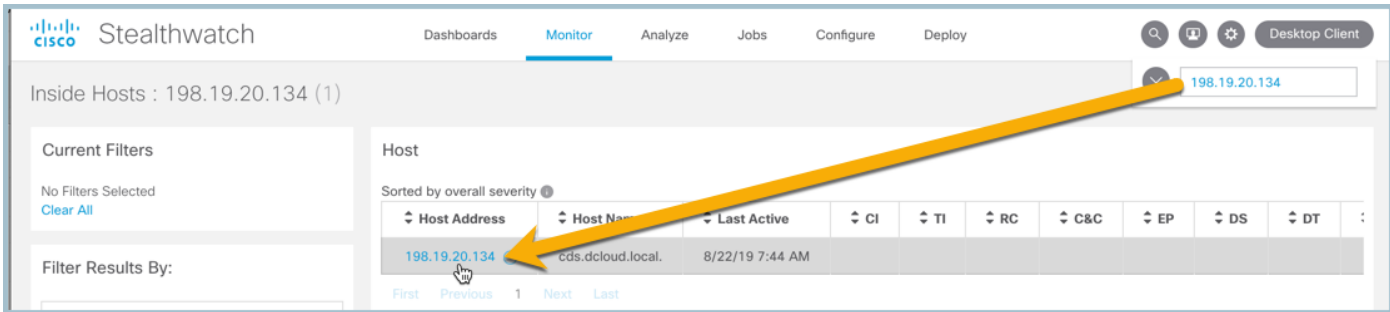 CISCO Stealthwatch Dashboards Monitor Analyze Jobs Configure Deploy Desktop Client
198.19.20.134
Inside Hosts : 198.19.20.134 (1)
Current Filters
No Filters Selected
Clear All
Filter Results By:
Host
Sorted by overall severity
Host Address Host Last Active CI TI RC C&C EP DS DT
198.19.20.134 cds.dcloud.local. 8/22/19 7:44 AM
First Previous 1 Next Last